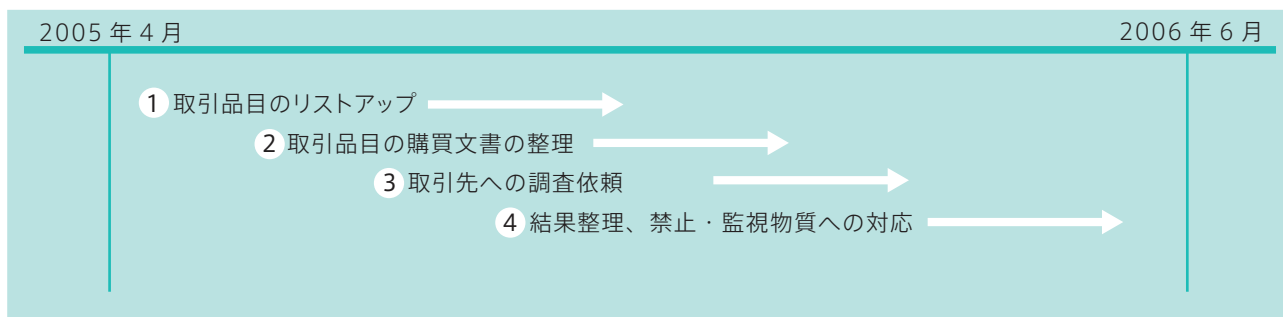 2005 年 4 月
2006 年 6 月
1 取引品目のリストアップ
2 取引品目の購買文書の整理
3 取引先への調査依頼
4 結果整理、禁止・監視物質への対応